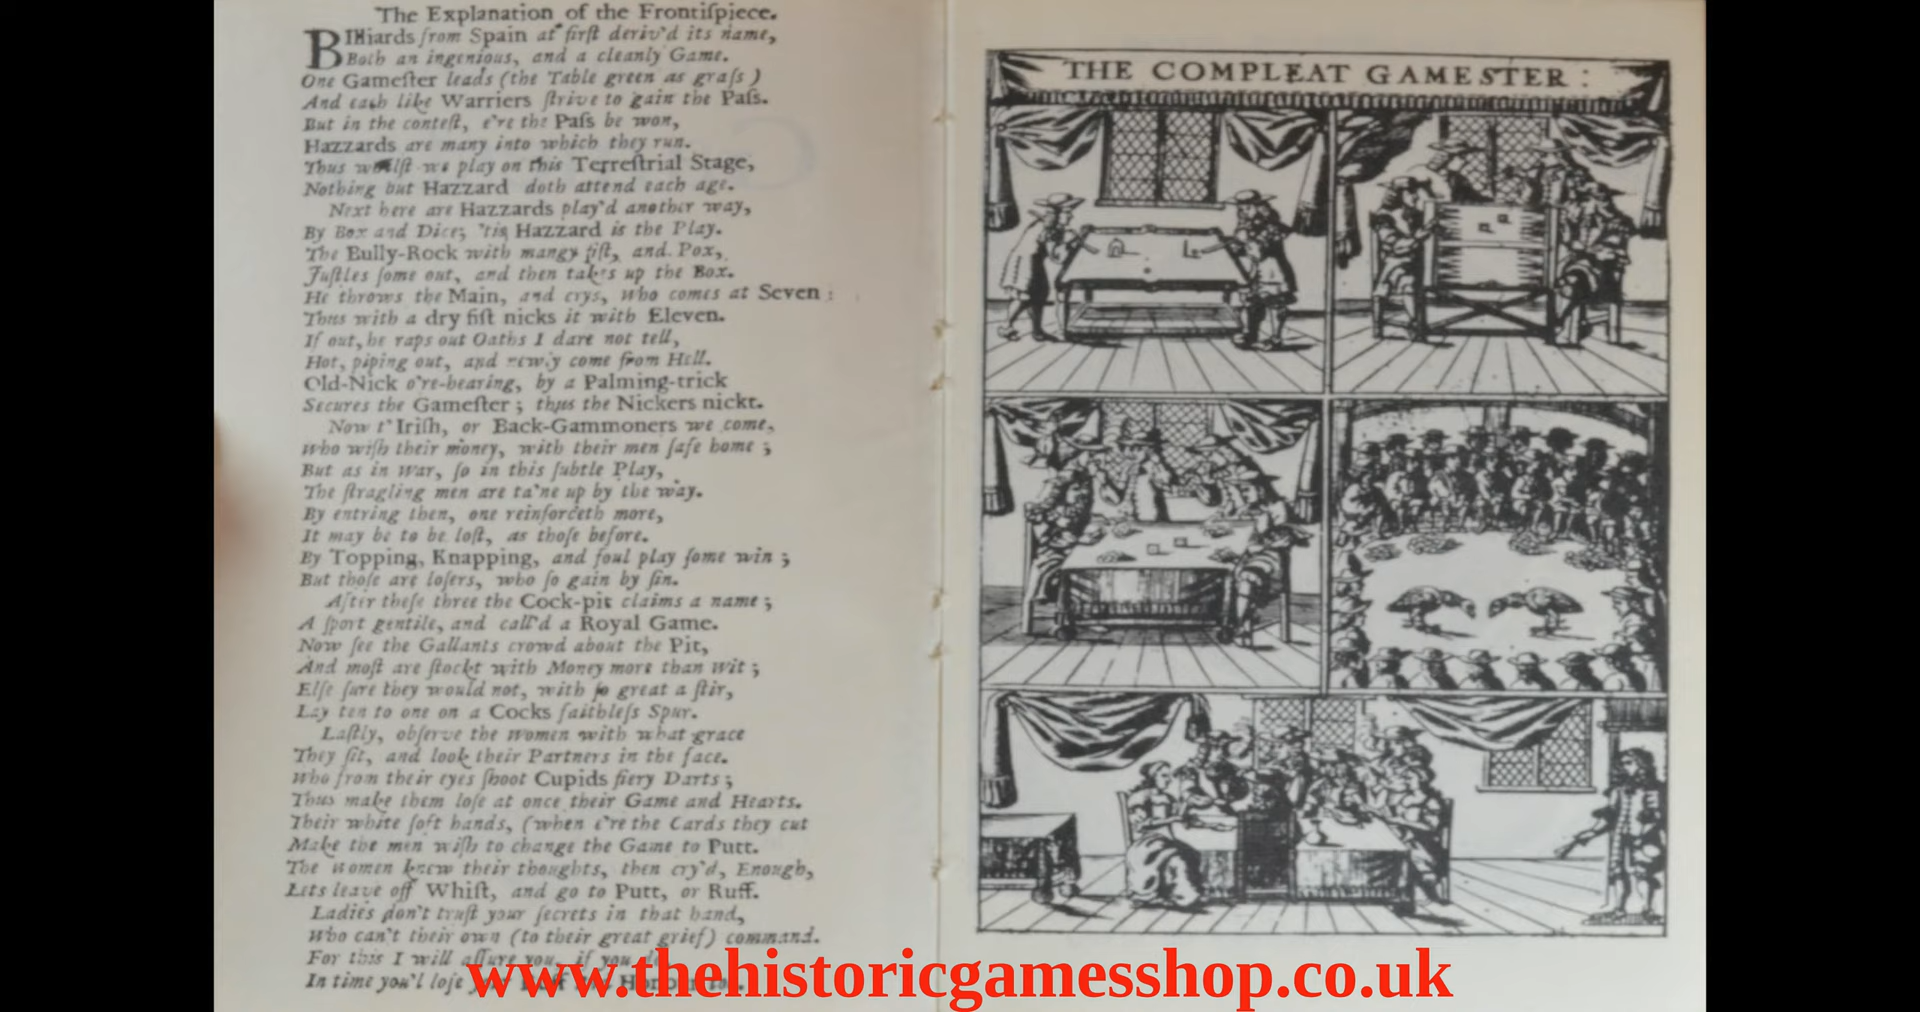 The Explanation of the Frontiſpiece.
Billiards from Spain at firſt deriv'd its name,
Both an ingenious, and a cleanly Game.
One Gameſter leads (the Table green as graſs)
And each like Warriers ſtrive to gain the Paſs.
But in the conteſt, e're the Paſs be won,
Hazzards are many into which they run.
Thus whilſt we play on this Terreſtrial Stage,
Nothing but Hazzard doth attend each age.
Next here are Hazzards play'd another way,
By Box and Dice; 'tis Hazzard is the Play.
The Bully-Rock with mangy fiſt, and Pox,
Juſtles ſome out, and then takes up the Box.
He throws the Main, and crys, who comes at Seven:
Thus with a dry fiſt nicks it with Eleven.
If out, he raps out Oaths I dare not tell,
Hot, piping out, and newly come from Hell.
Old-Nick o're-hearing, by a Palming-trick
Secures the Gameſter; thus the Nickers nickt.
Now t' Iriſh, or Back-Gammoners we come,
Who wiſh their money, with their men ſafe home;
But as in War, ſo in this ſubtle Play,
The ſtragling men are ta'ne up by the way.
By entring then, one reinforceth more,
It may be to be loſt, as thoſe before.
By Topping, Knapping, and foul play ſome win;
But thoſe are loſers, who ſo gain by ſin.
After theſe three the Cock-pit claims a name;
A ſport gentile, and call'd a Royal Game.
Now ſee the Gallants crowd about the Pit,
And moſt are ſtockt with Money more than Wit;
Elſe ſure they would not, with ſo great a ſtir,
Lay ten to one on a Cocks faithleſs Spur.
Laſtly, obſerve the Women with what grace
They ſit, and look their Partners in the face.
Who from their eyes ſhoot Cupids fiery Darts;
Thus make them loſe at once their Game and Hearts.
Their white ſoft hands, (when e're the Cards they cut
Make the men wiſh to change the Game to Putt.
The Women knew their thoughts, then cry'd, Enough,
Lets leave off Whiſt, and go to Putt, or Ruff.
Ladies don't truſt your ſecrets in that hand,
Who can't their own (to their great grief) command.
For this I will aſſure you, if you
In time you'l loſe
THE COMPLEAT GAMESTER:
www.thehistoricgamesshop.co.uk